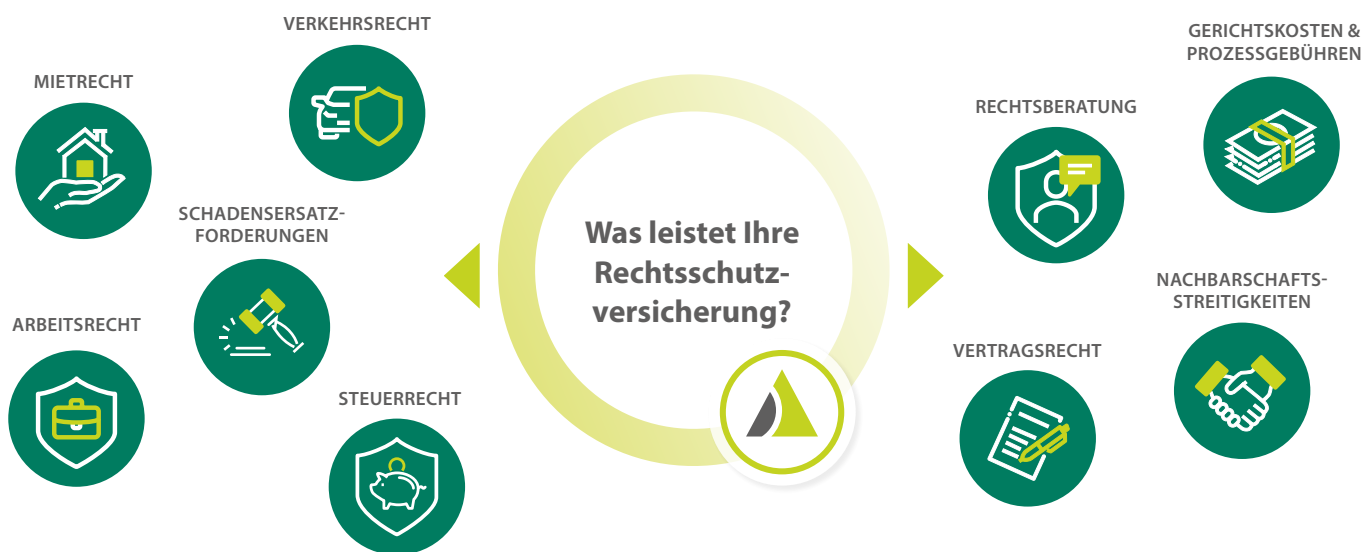 VERKEHRSRECHT
MIETRECHT
SCHADENSERSATZ-
FORDERUNGEN
ARBEITSRECHT
STEUERRECHT
Was leistet Ihre
Rechtsschutz-
versicherung?
GERICHTSKOSTEN &
PROZESSGEBÜHREN
RECHTSBERATUNG
NACHBARSCHAFTS-
STREITIGKEITEN
VERTRAGSRECHT